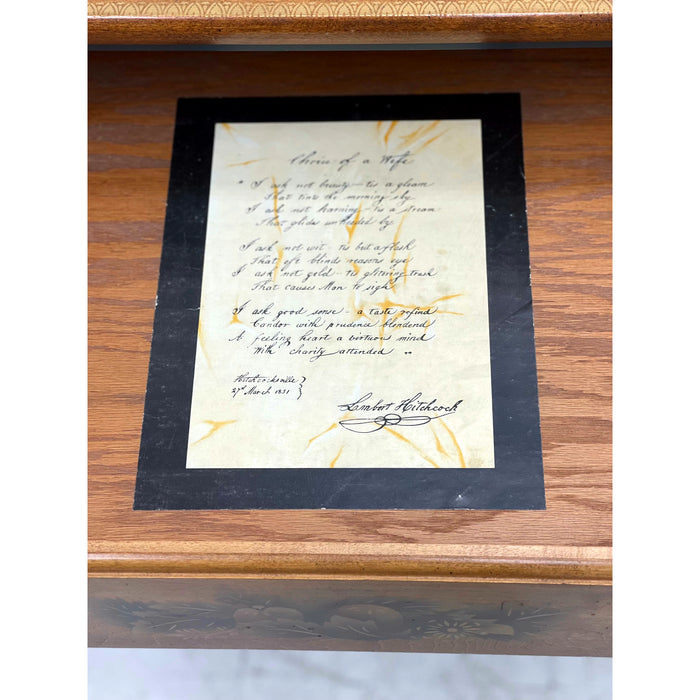 Choice of a Wife
" I ask not beauty - tis a gleam
That tints the morning sky
I ask not learning - tis a stream
That glides unheeded by
I ask not wit - tis but a flash
That oft blinds reasons eye
I ask not gold - tis glittering trash
That causes Man to sigh
I ask good sense - a taste refind
Candor with prudence blendend
A feeling heart a virtuous mind
With charity attended "
Hitchcocksville }
27th March 1831 }
Lambert Hitchcock